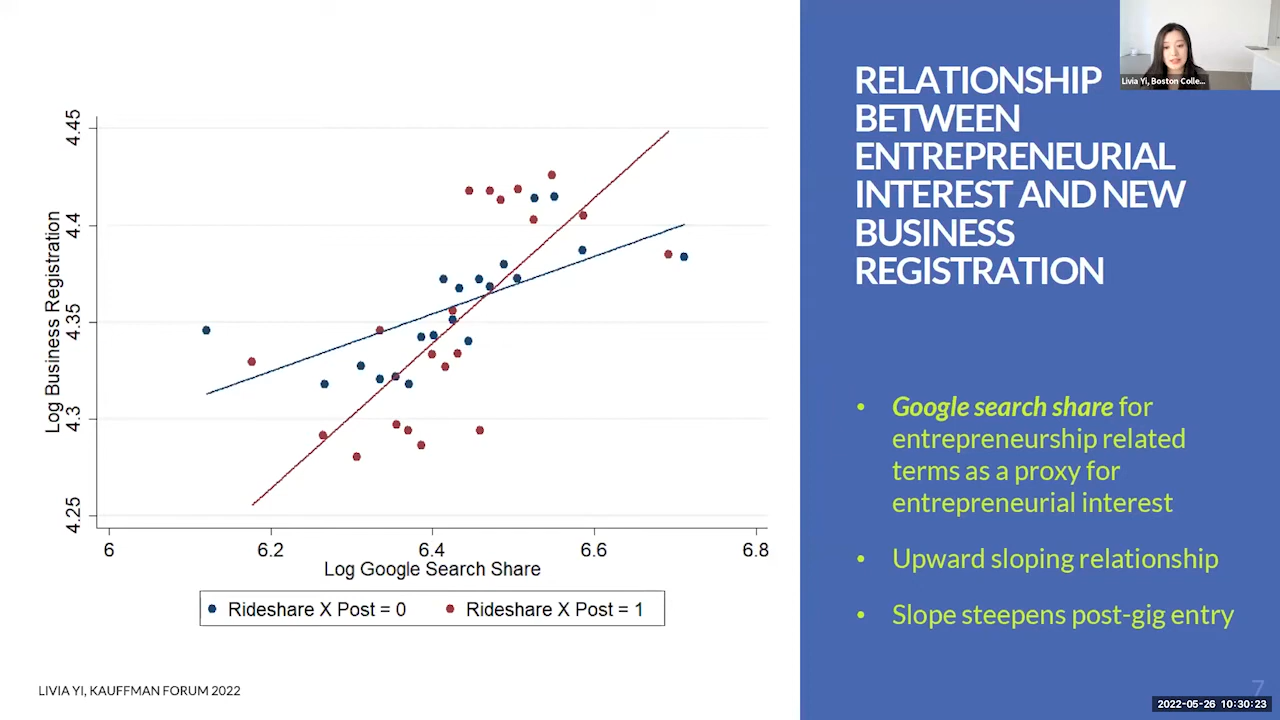 Livia Yi, Boston Colle...
RELATIONSHIP
BETWEEN
ENTREPRENEURIAL
INTEREST AND NEW
BUSINESS
REGISTRATION
4.45
4.4
4.35
4.3
4.25
Log Business Registration
6 6.2 6.4 6.6 6.8
Log Google Search Share
Rideshare X Post = 0 Rideshare X Post = 1
• Google search share for
entrepreneurship related
terms as a proxy for
entrepreneurial interest
• Upward sloping relationship
• Slope steepens post-gig entry
LIVIA YI, KAUFFMAN FORUM 2022
7
2022-05-26 10:30:23